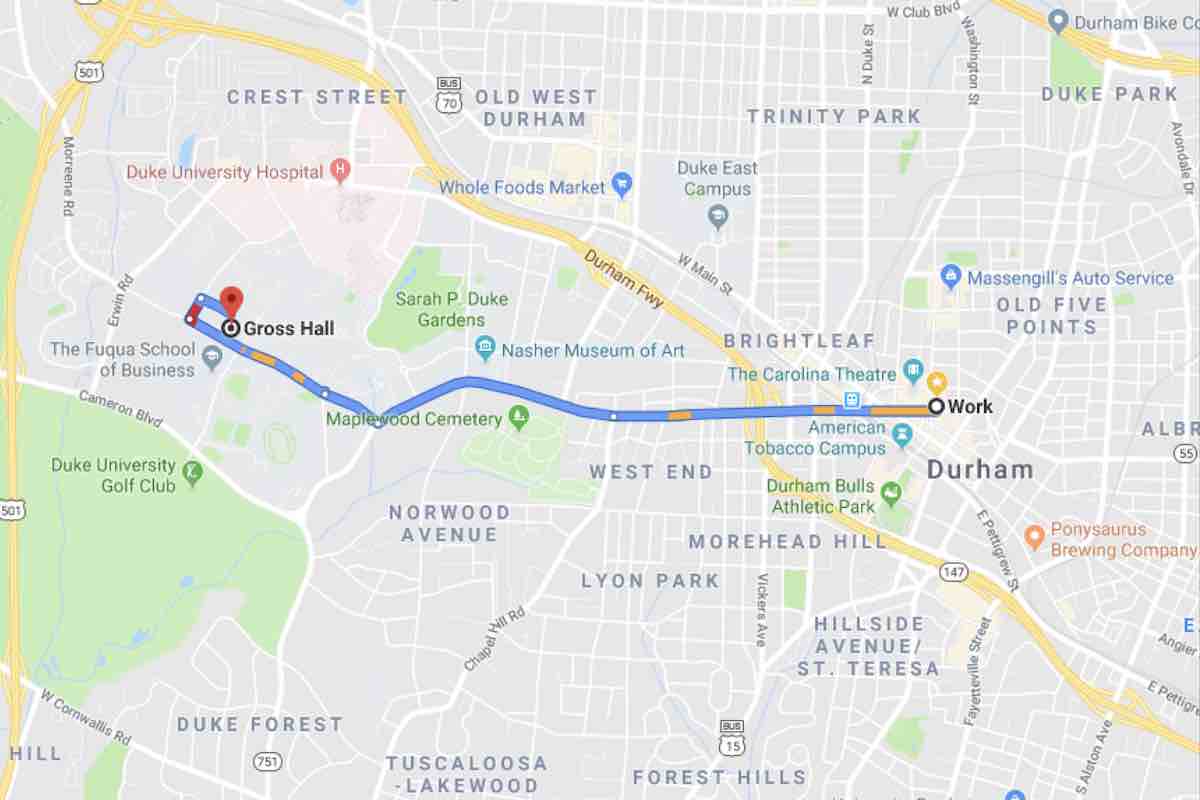 W Club Blvd
Durham Bike Co
501
N Duke St
Washington St
BUS
70
CREST STREET
OLD WEST
DURHAM
TRINITY PARK
DUKE PARK
Avondale Dr
Morreene Rd
Duke University Hospital
H
Whole Foods Market
Duke East
Campus
Durham Fwy
W Main St
Massengill's Auto Service
OLD FIVE
POINTS
Erwin Rd
Sarah P. Duke
Gardens
Gross Hall
BRIGHTLEAF
The Fuqua School
of Business
Nasher Museum of Art
The Carolina Theatre
Cameron Blvd
Maplewood Cemetery
Work
American
Tobacco Campus
ALBR
55
Duke University
Golf Club
WEST END
Durham
Durham Bulls
Athletic Park
501
NORWOOD
AVENUE
MOREHEAD HILL
E Pettigrew St
Ponysaurus
Brewing Company
LYON PARK
147
Vickers Ave
Chapel Hill Rd
HILLSIDE
AVENUE/
ST. TERESA
Fayetteville Street
E
Angier
E Pettigre
W Cornwallis Rd
DUKE FOREST
BUS
15
S Alston Ave
HILL
751
TUSCALOOSA
-LAKEWOOD
FOREST HILLS